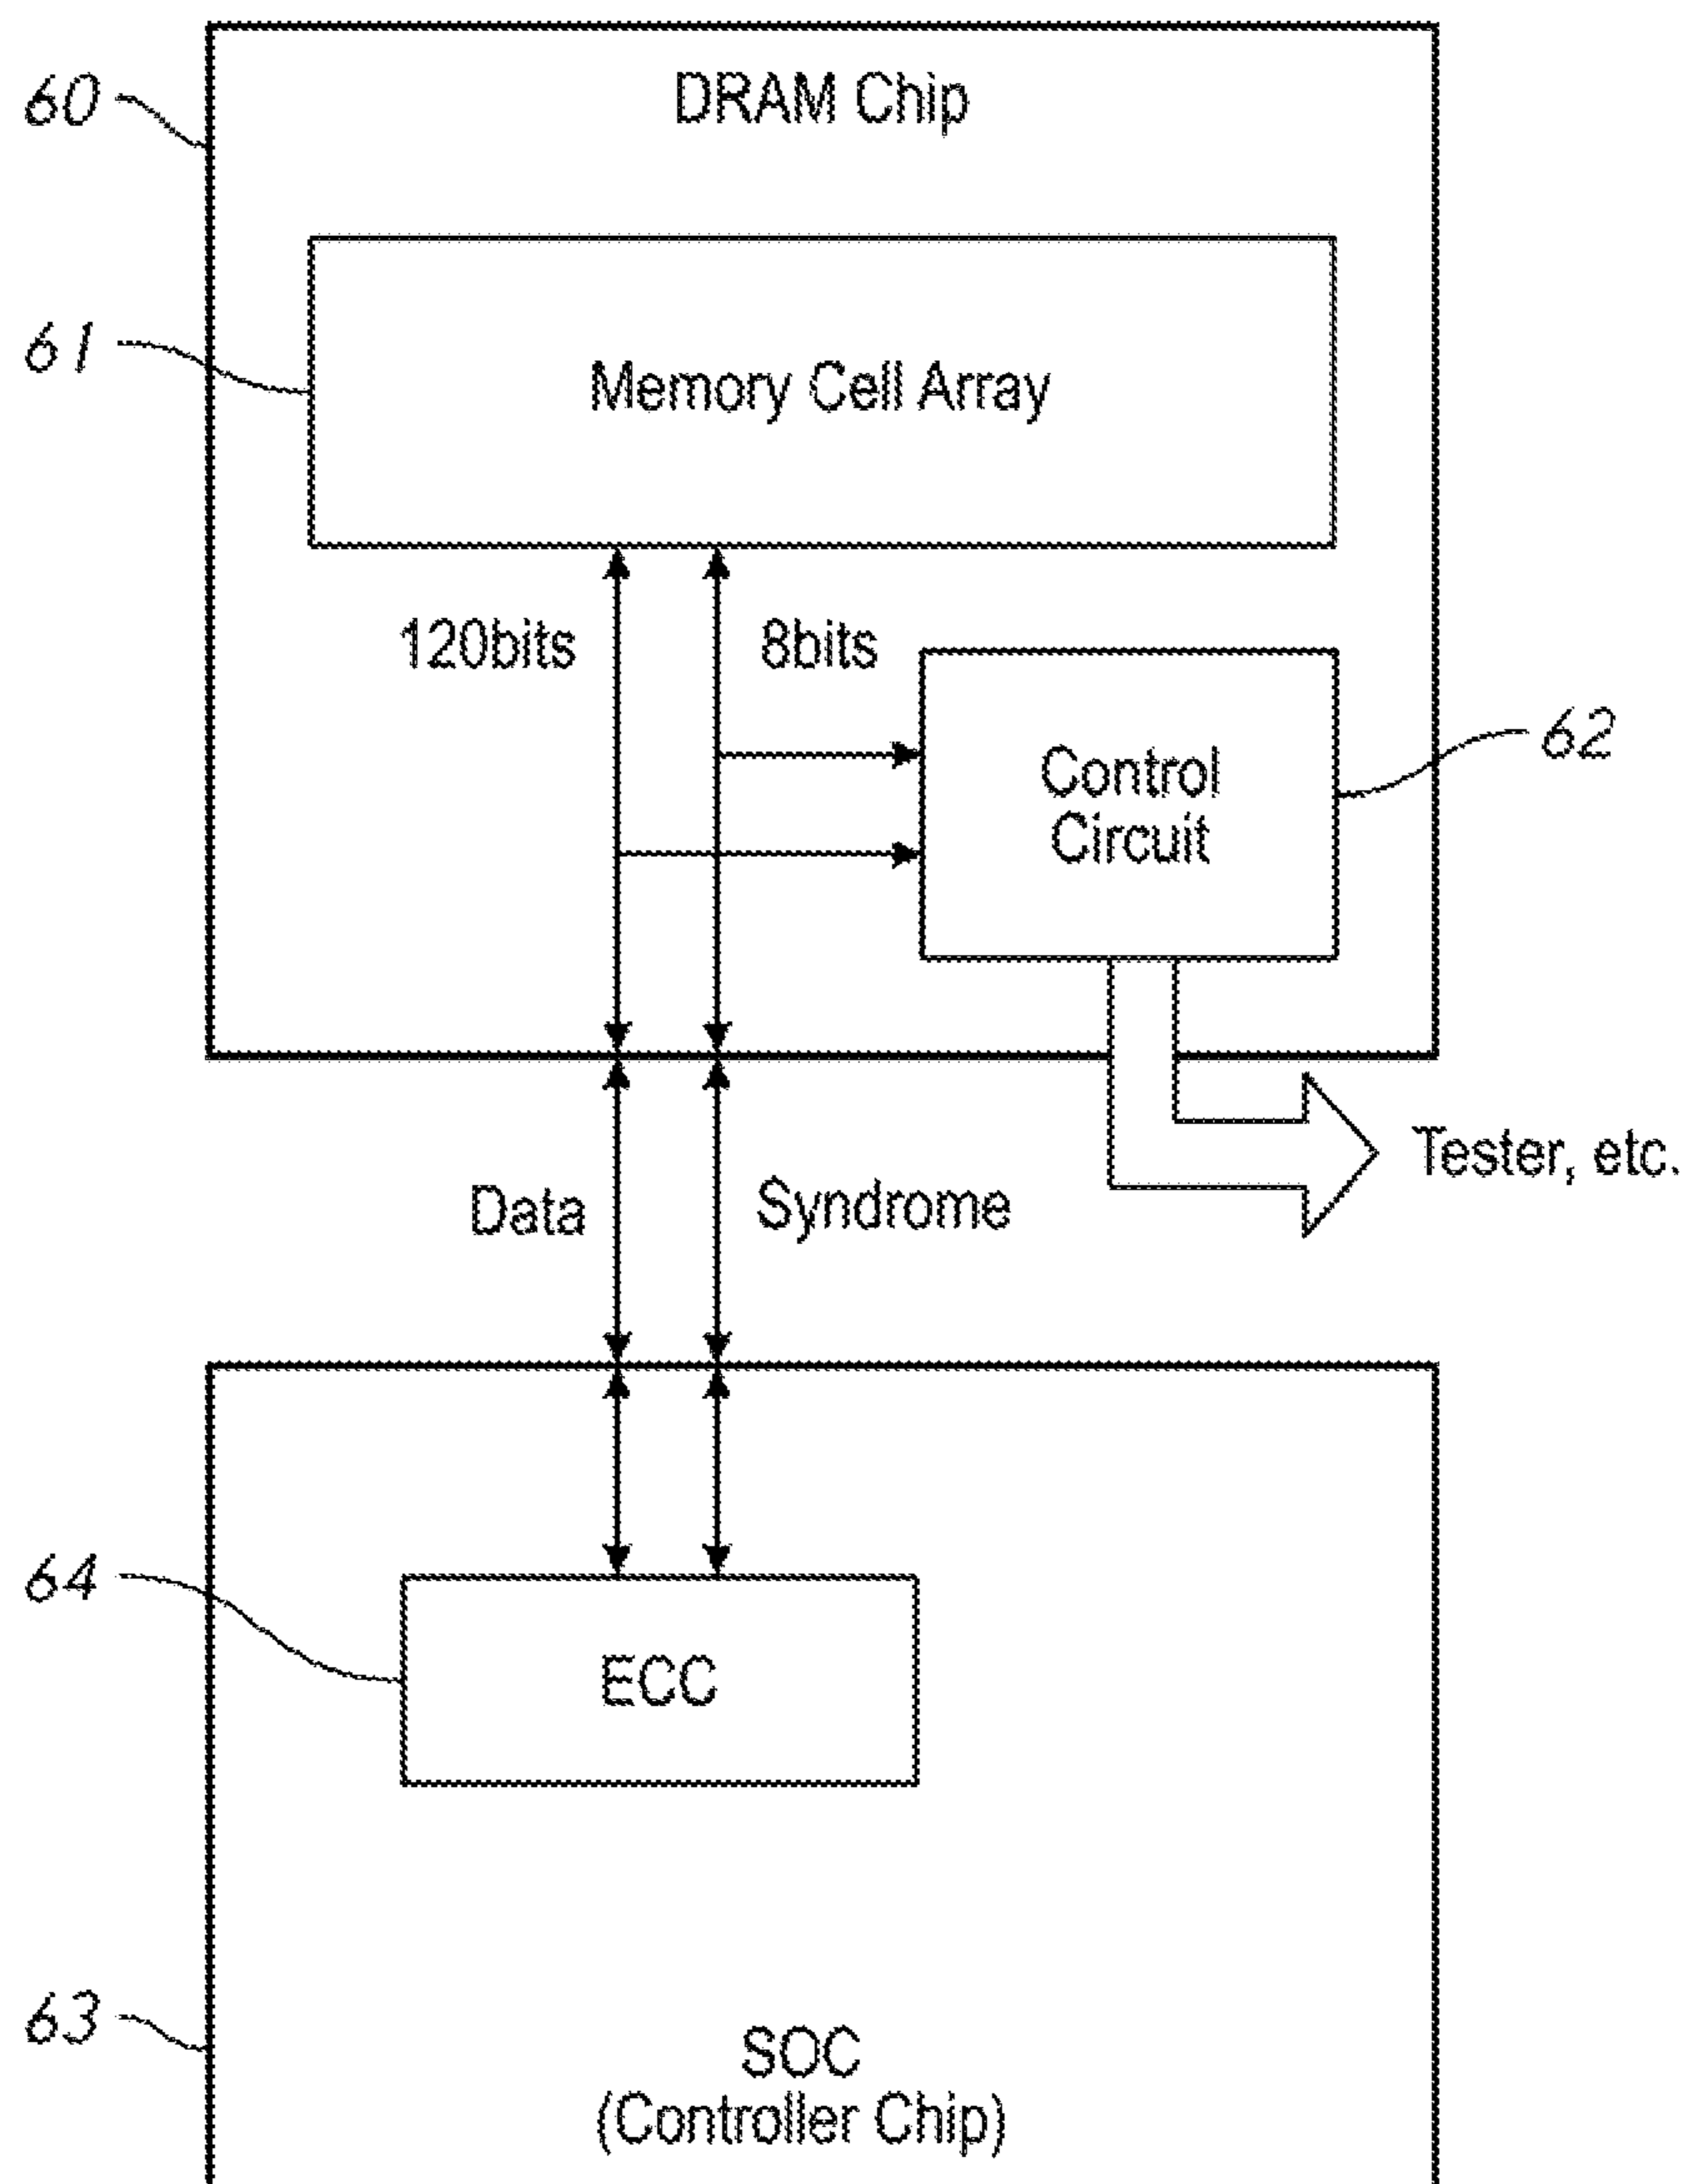 60
DRAM Chip
61
Memory Cell Array
120bits
8bits
62
Control
Circuit
Tester, etc.
Data
Syndrome
64
ECC
63
SOC
(Controller Chip)